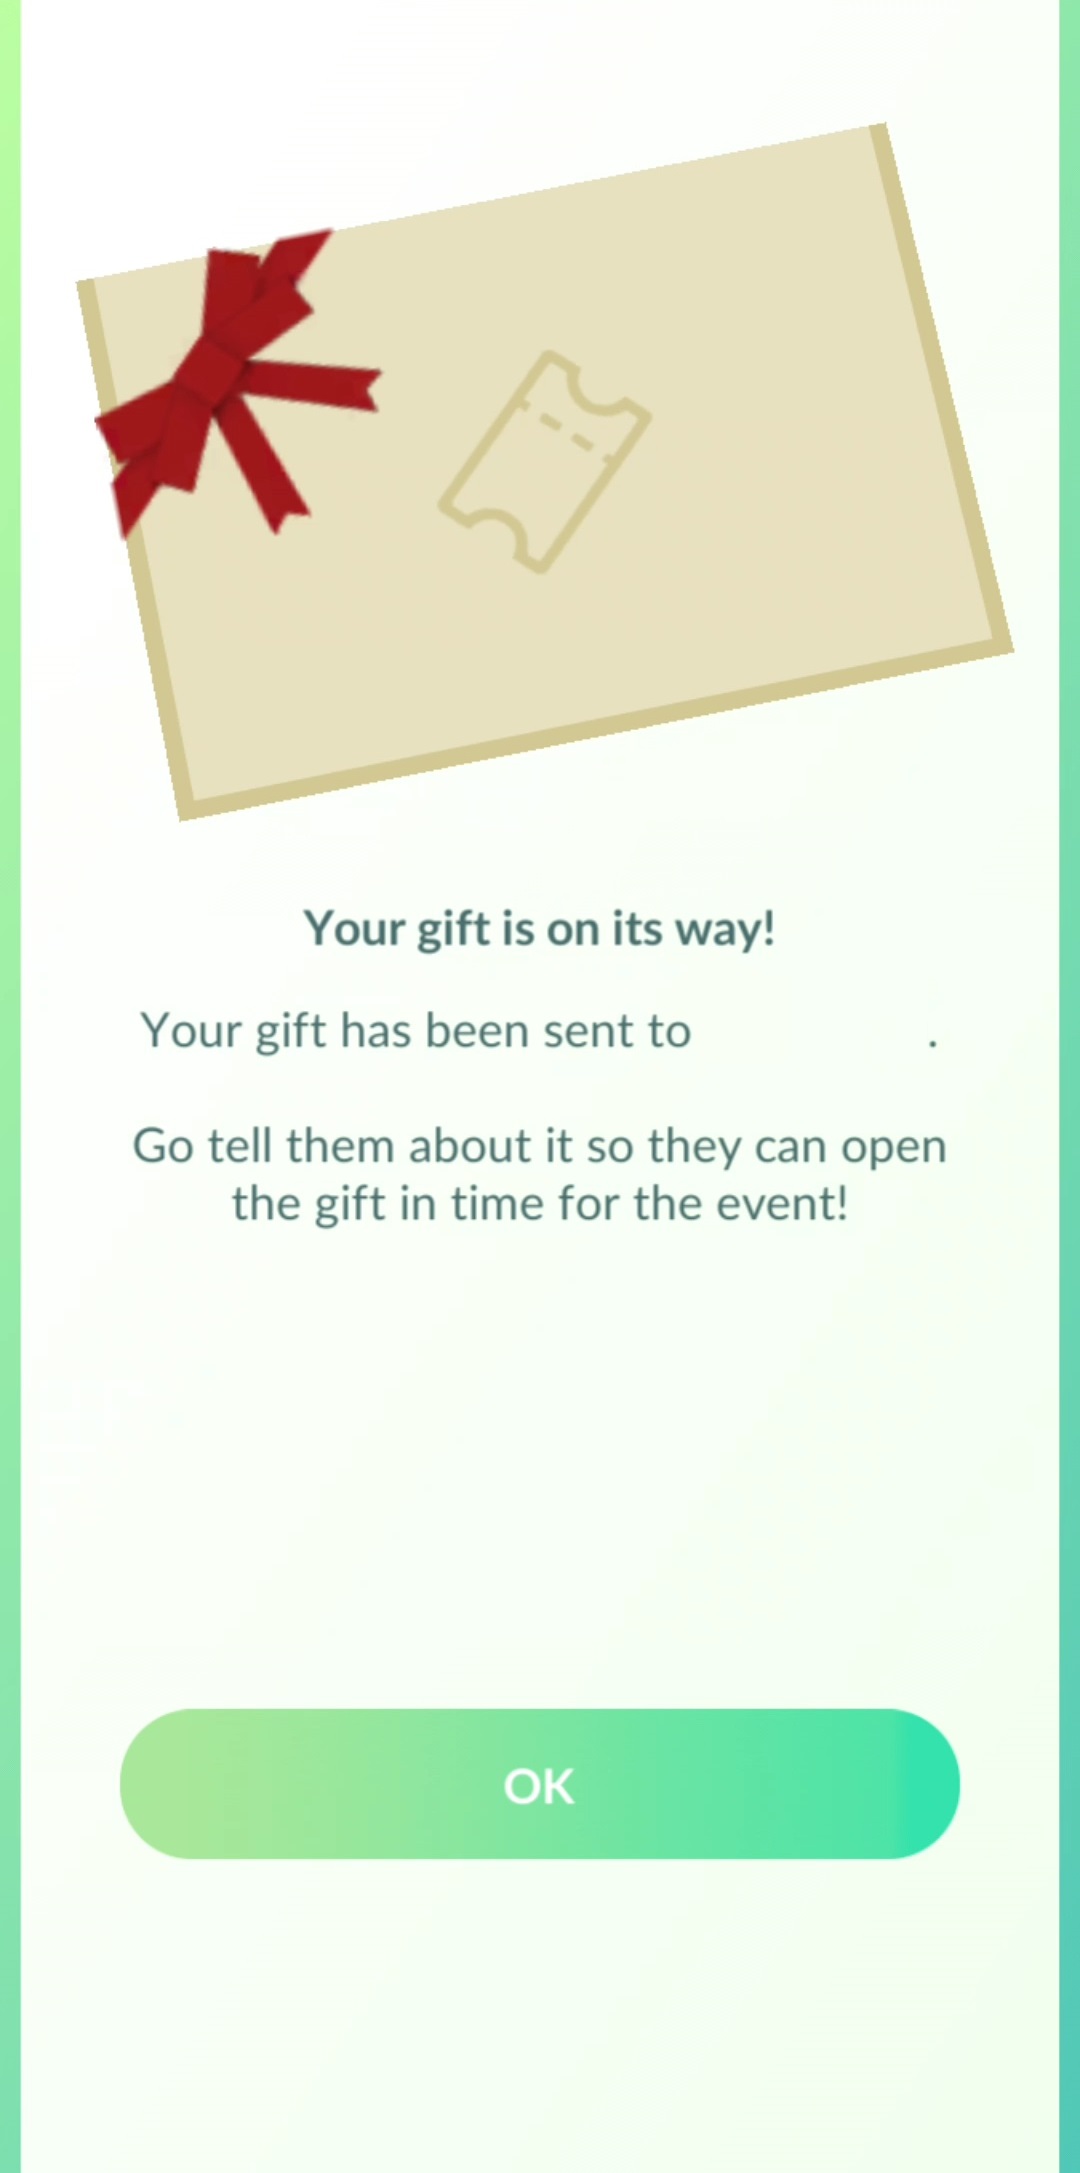 Your gift is on its way!
Your gift has been sent to .
Go tell them about it so they can open
the gift in time for the event!
OK